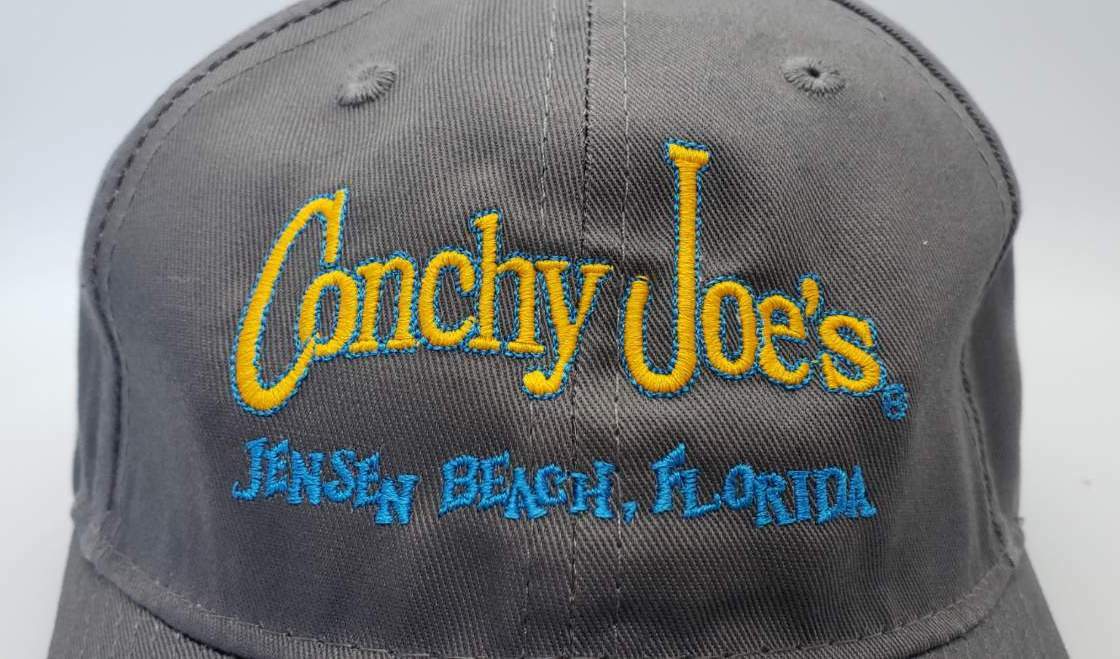 Conchy Joe's®
JENSEN BEACH, FLORIDA